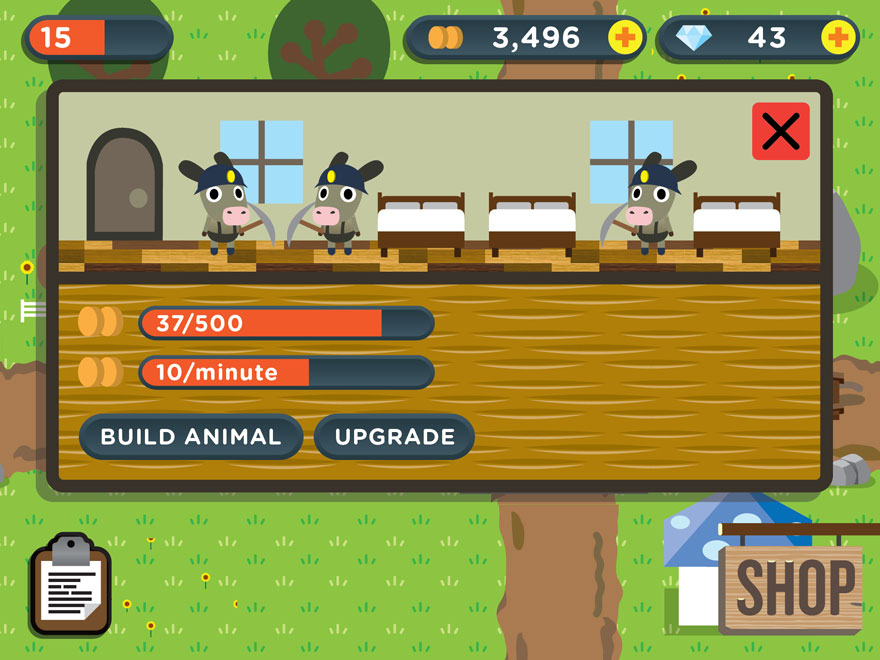 15
3,496
43
37/500
10/minute
BUILD ANIMAL
UPGRADE
SHOP